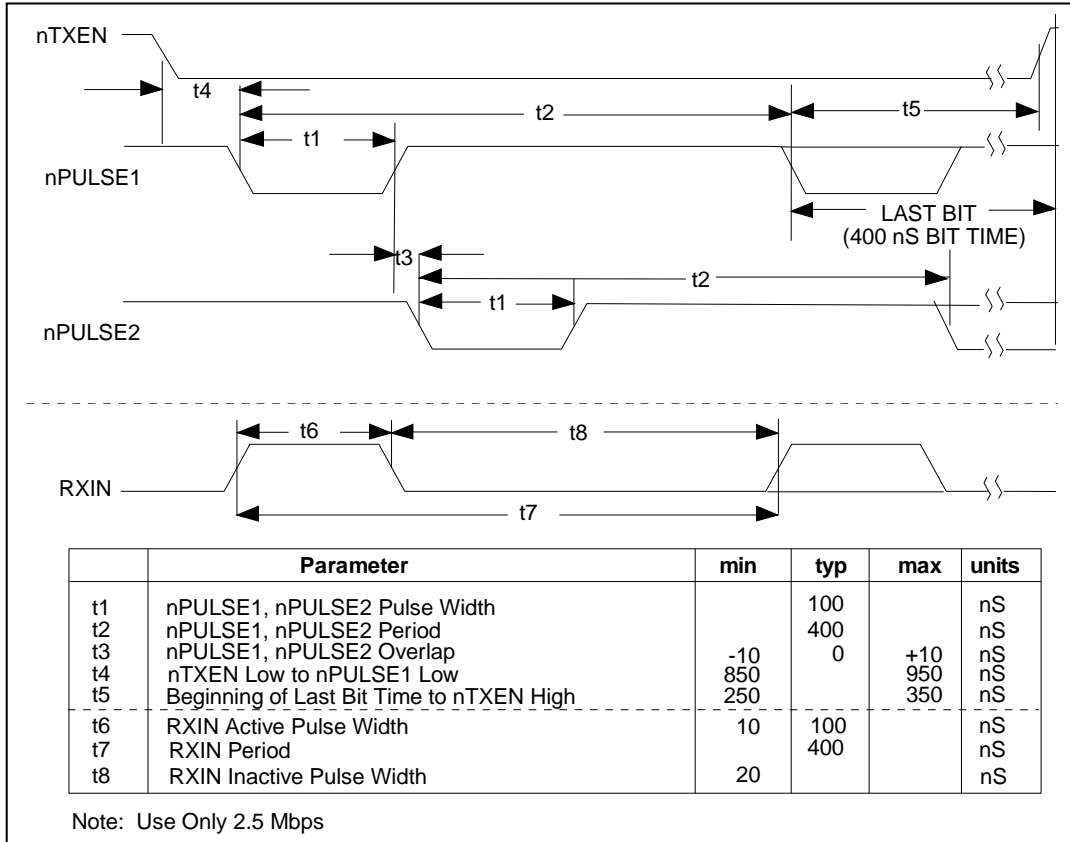 nTXEN
t4
t2
t5
t1
nPULSE1
LAST BIT
(400 nS BIT TIME)
t3
t2
t1
nPULSE2
t6
t8
RXIN
t7
Parameter min typ max units
t1 nPULSE1, nPULSE2 Pulse Width 100 nS
t2 nPULSE1, nPULSE2 Period 400 nS
t3 nPULSE1, nPULSE2 Overlap -10 0 +10 nS
t4 nTXEN Low to nPULSE1 Low 850 950 nS
t5 Beginning of Last Bit Time to nTXEN High 250 350 nS
t6 RXIN Active Pulse Width 10 100 nS
t7 RXIN Period 400 nS
t8 RXIN Inactive Pulse Width 20 nS
Note: Use Only 2.5 Mbps